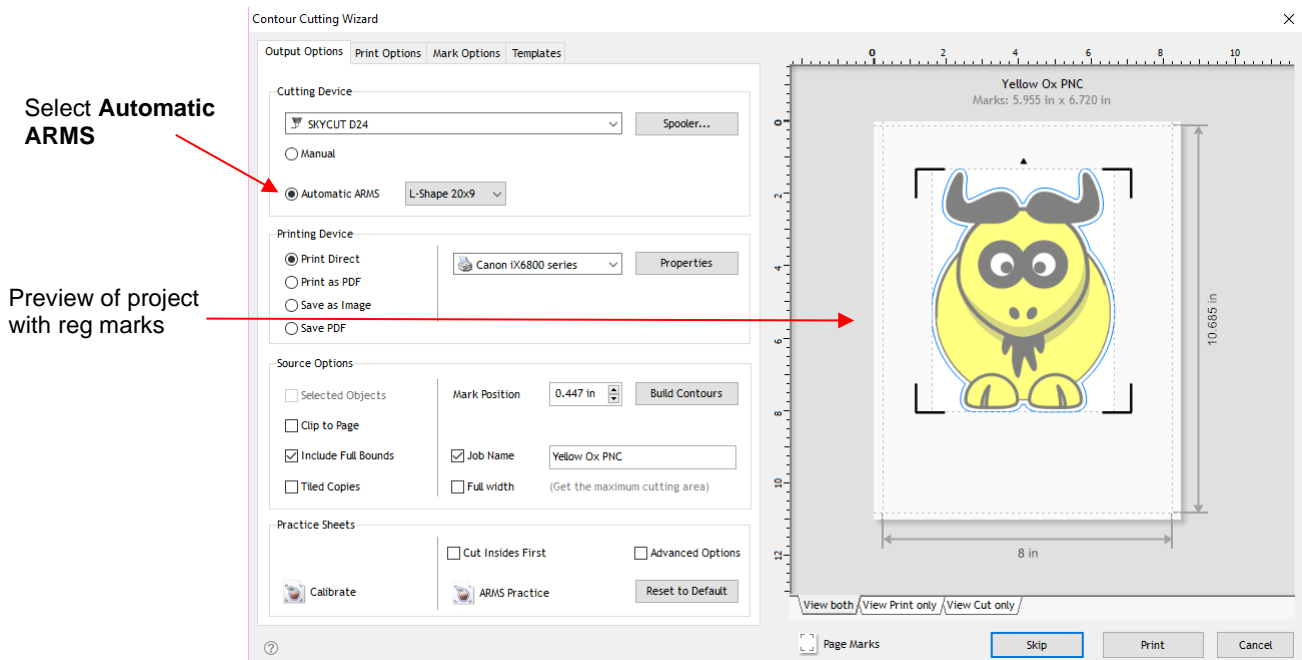 Contour Cutting Wizard
Output Options Print Options Mark Options Templates
Select Automatic
ARMS
Preview of project
with reg marks
Cutting Device
SKYCUT D24 Spooler...
Manual
Automatic ARMS L-Shape 20x9
Printing Device
Print Direct Canon iX6800 series Properties
Print as PDF
Save as Image
Save PDF
Source Options
Selected Objects Mark Position 0.447 in Build Contours
Clip to Page
Include Full Bounds Job Name Yellow Ox PNC
Tiled Copies Full width (Get the maximum cutting area)
Practice Sheets
Cut Insides First Advanced Options
Calibrate ARMS Practice Reset to Default
0 2 4 6 8 10
Yellow Ox PNC
Marks: 5.955 in x 6.720 in
0
2
4
6
8
10
12
10.685 in
8 in
View both View Print only View Cut only
Page Marks Skip Print Cancel
?